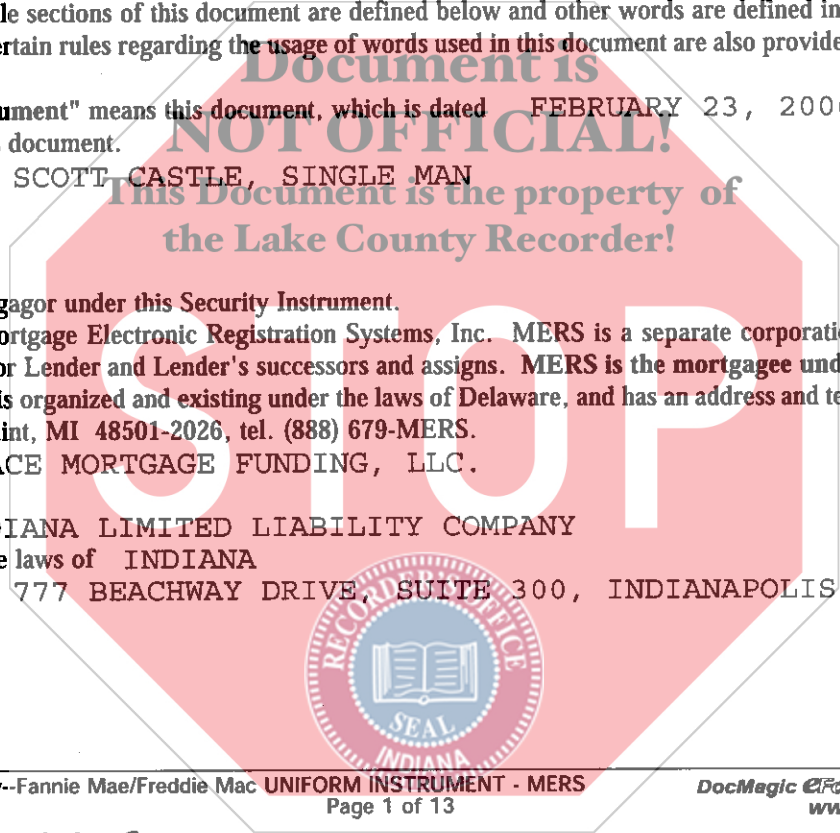 le sections of this document are defined below and other words are defined in
ertain rules regarding the usage of words used in this document are also provide
Document is
ument" means this document, which is dated FEBRUARY 23, 200
NOT OFFICIAL!
document.
SCOTT CASTLE, SINGLE MAN
This Document is the property of
the Lake County Recorder!
gagor under this Security Instrument.
ortgage Electronic Registration Systems, Inc. MERS is a separate corporati
or Lender and Lender's successors and assigns. MERS is the mortgagee und
is organized and existing under the laws of Delaware, and has an address and te
int, MI 48501-2026, tel. (888) 679-MERS.
STOP
ACE MORTGAGE FUNDING, LLC.
IANA LIMITED LIABILITY COMPANY
e laws of INDIANA
777 BEACHWAY DRIVE, SUITE 300, INDIANAPOLIS
RECORDER'S OFFICE
SEAL
INDIANA
--Fannie Mae/Freddie Mac UNIFORM INSTRUMENT - MERS
DocMagic
Page 1 of 13
ww